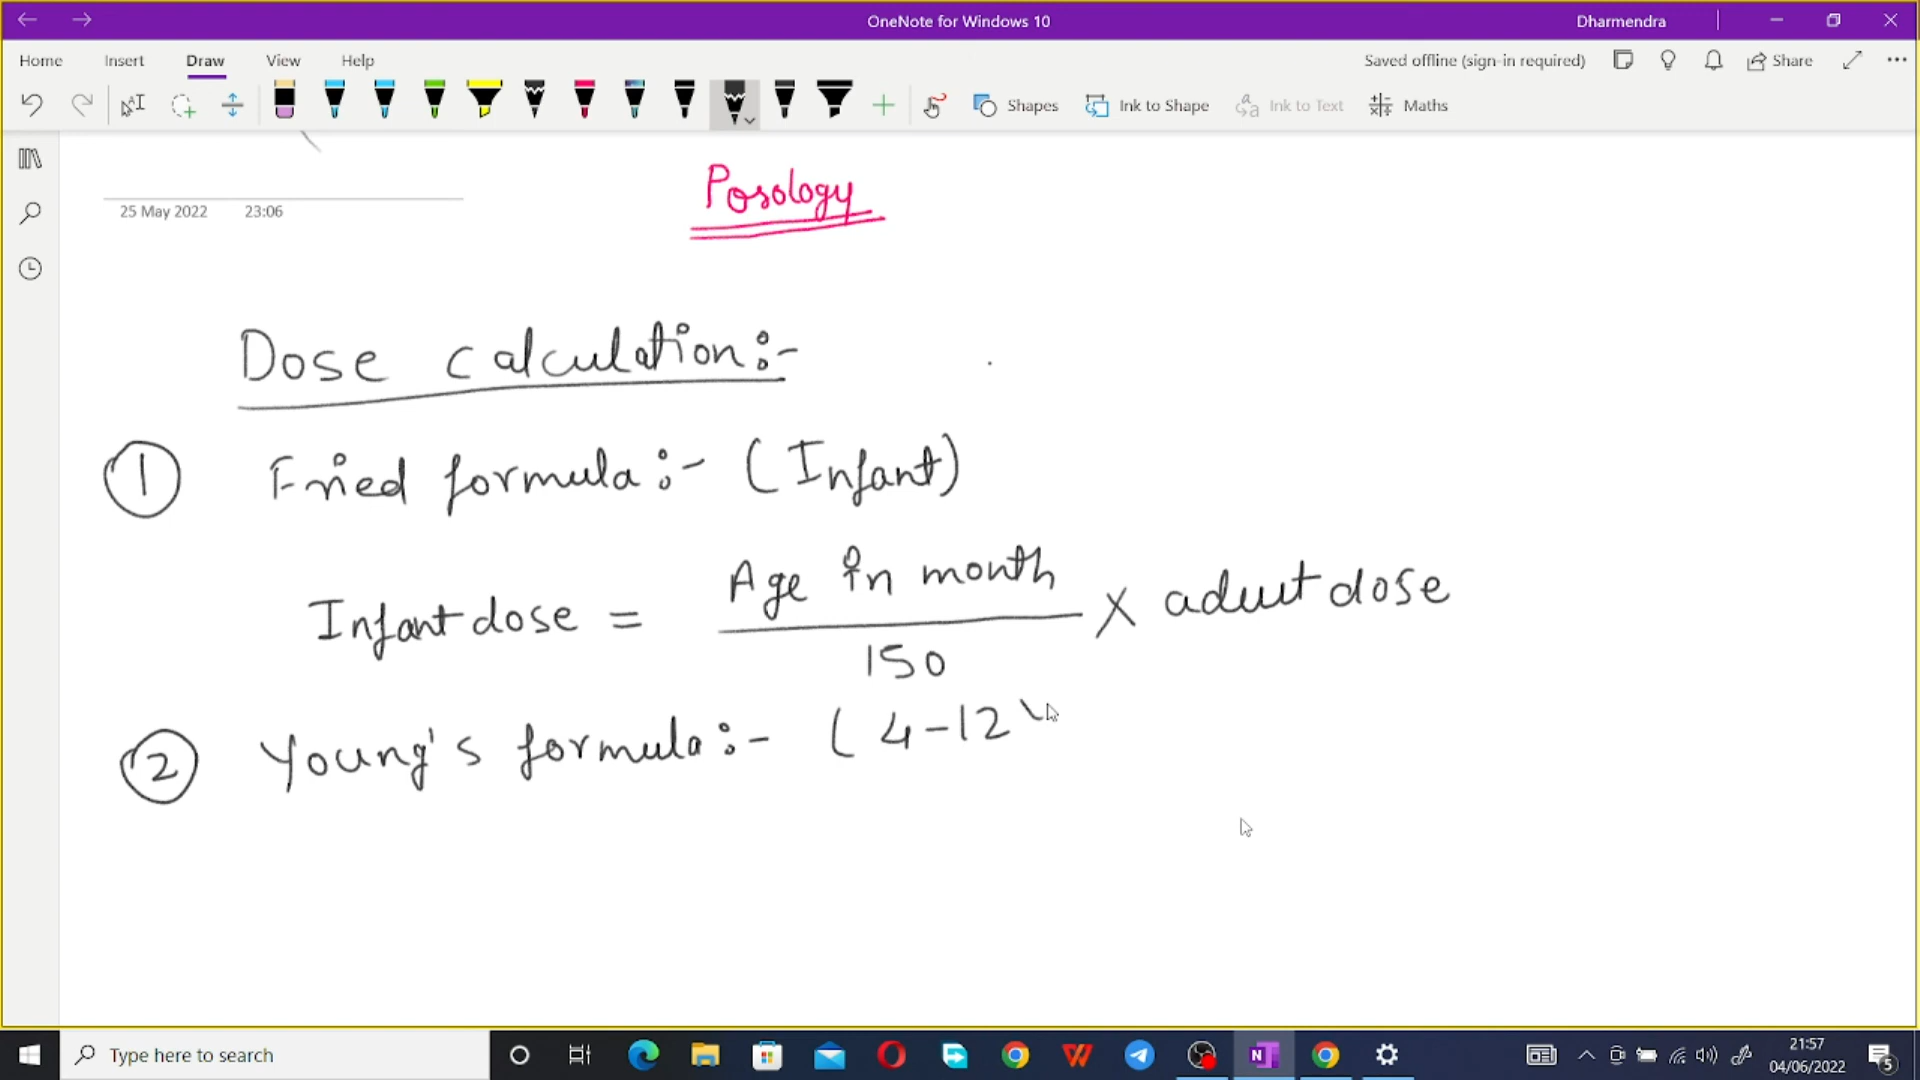 OneNote for Windows 10 Dharmendra
Home Insert Draw View Help Saved offline (sign-in required) Share
Shapes Ink to Shape Ink to Text Maths
Posology
25 May 2022 23:06
Dose calculation:-
1 Fried formula:- (Infant)
Infant dose = Age in month / 150 X adult dose
2 Young's formula:- ( 4-12
Type here to search
21:57
04/06/2022
5